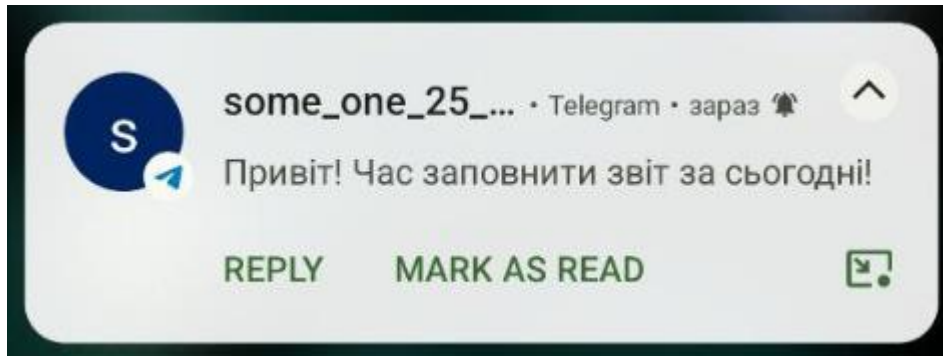 S
some_one_25_... • Telegram • зараз
Привіт! Час заповнити звіт за сьогодні!
REPLY MARK AS READ